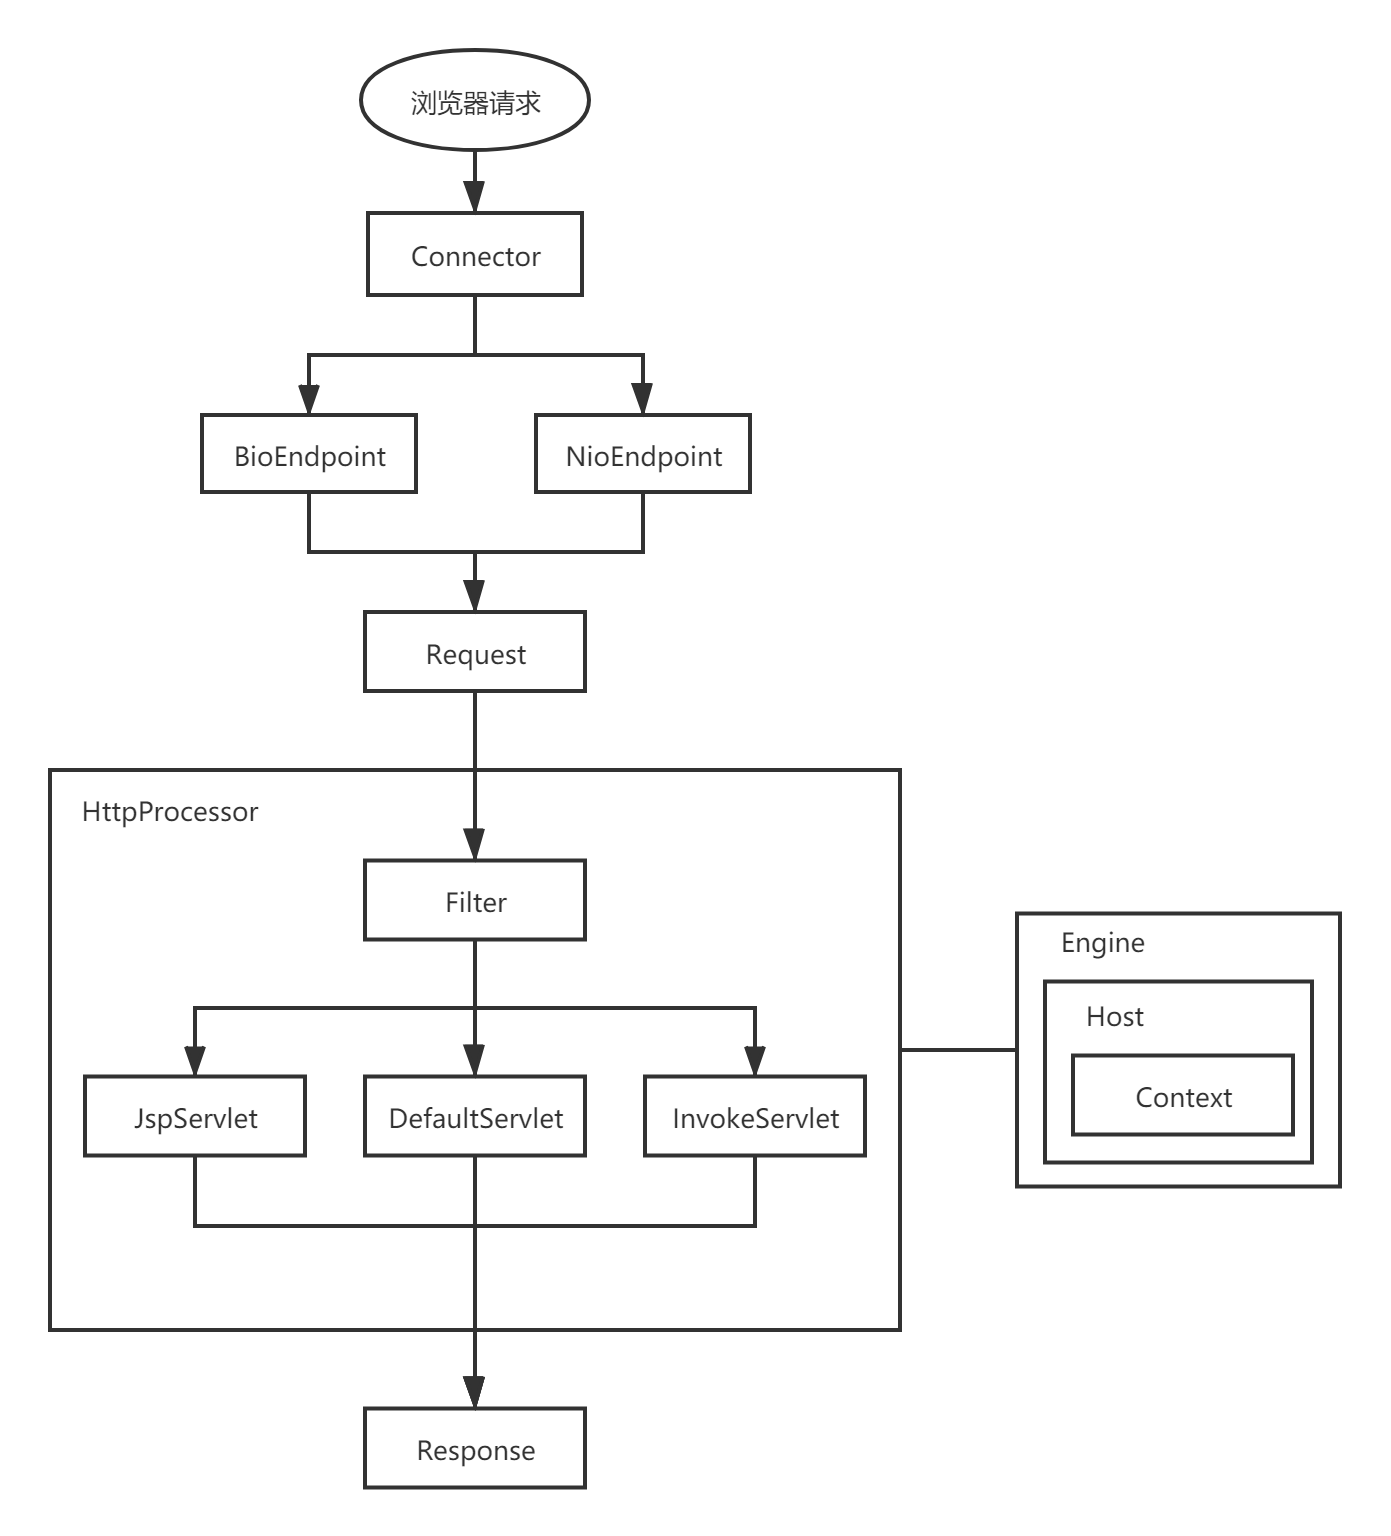 浏览器请求
Connector
BioEndpoint
NioEndpoint
Request
HttpProcessor
Filter
Engine
Host
Context
JspServlet
DefaultServlet
InvokeServlet
Response